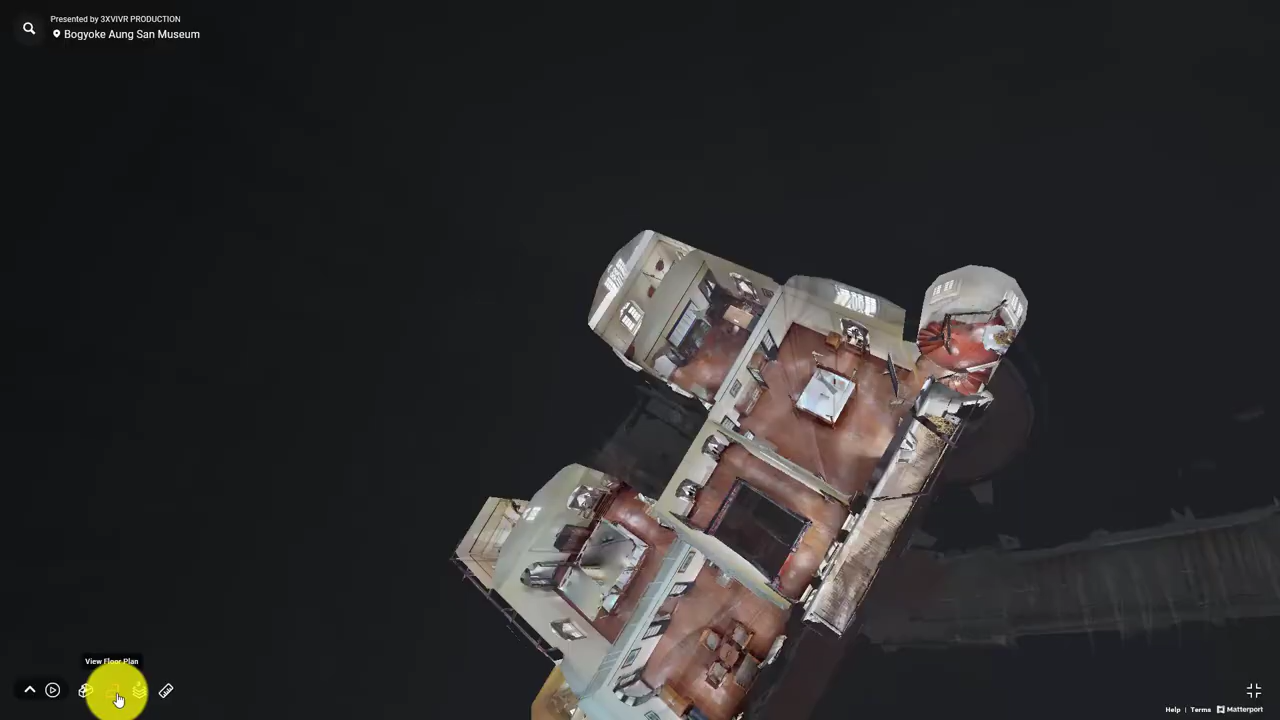 Presented by 3XVIVR PRODUCTION
Bogyoke Aung San Museum
View Floor Plan
Help | Terms | Matterport